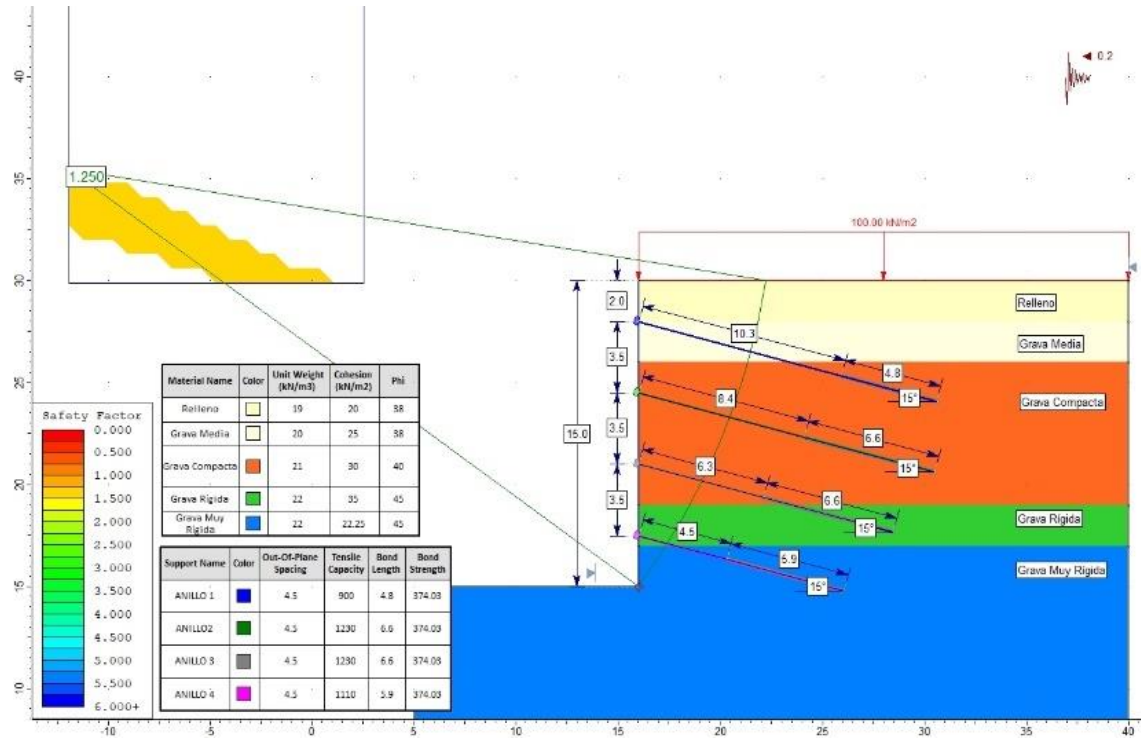 40
0.2
35
1.250
100.00 kN/m2
30
2.0
Relleno
10.3
Grava Media
3.5
25
4.8
8.4
15°
Grava Compacta
Material Name Color Unit Weight (kN/m3) Cohesion (kN/m2) Phi
Relleno 19 20 38
Grava Media 20 25 38
Grava Compacta 21 30 40
Grava Rígida 22 35 45
Grava Muy Rígida 22 22.25 45
Safety Factor
0.000
0.500
1.000
1.500
2.000
2.500
3.000
3.500
4.000
4.500
5.000
5.500
6.000+
15.0
3.5
6.6
6.3
15°
20
3.5
6.6
4.5
15°
Grava Rígida
5.9
Grava Muy Rígida
15°
15
Support Name Color Out-Of-Plane Spacing Tensile Capacity Bond Length Bond Strength
ANILLO 1 4.5 900 4.8 374.03
ANILLO2 4.5 1230 6.6 374.03
ANILLO 3 4.5 1230 6.6 374.03
ANILLO 4 4.5 1110 5.9 374.03
10
-10 -5 0 5 10 15 20 25 30 35 40